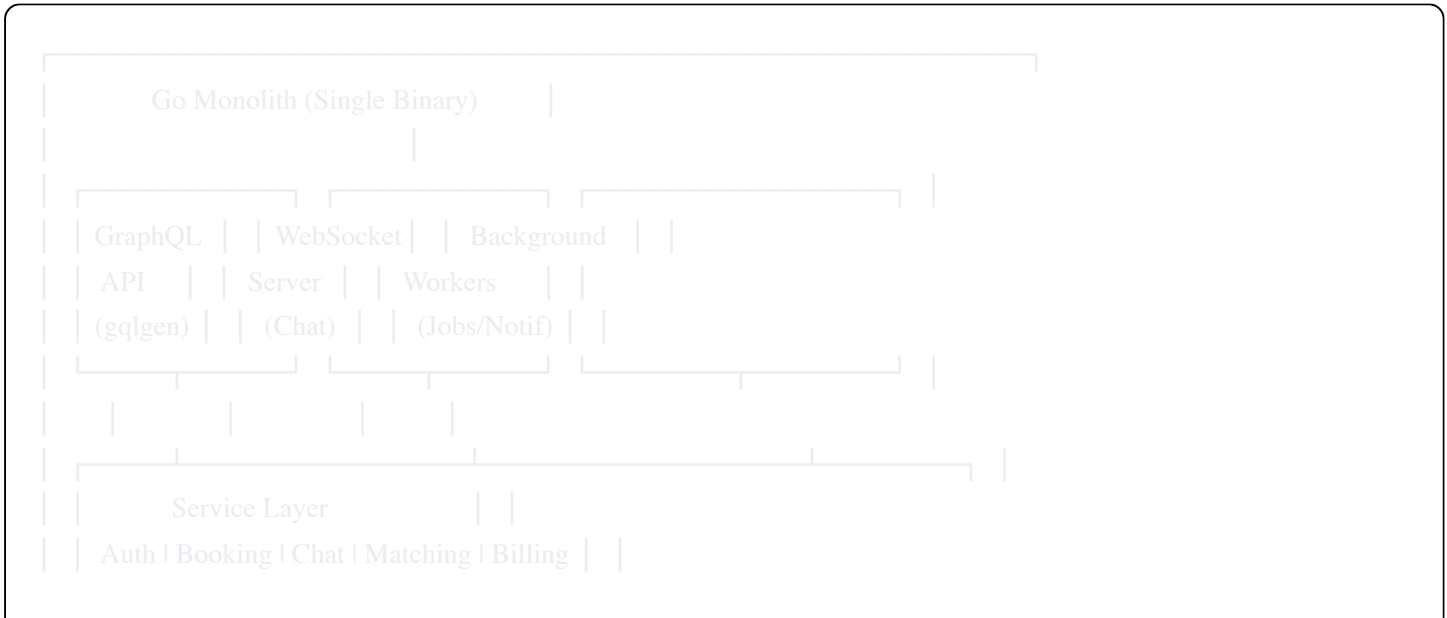 Go Monolith (Single Binary)
GraphQL WebSocket Background
API Server Workers
(gqlgen) (Chat) (Jobs/Notif)
Service Layer
Auth | Booking | Chat | Matching | Billing